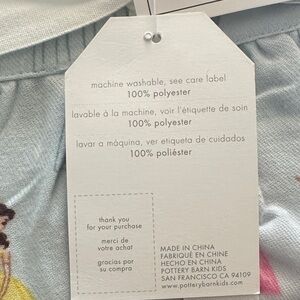 machine washable, see care label
100% polyester
lavable à la machine, voir l'étiquette de soin
100% polyester
lavar a máquina, ver etiqueta de cuidados
100% poliéster
thank you
for your purchase
merci de
votre achat
gracias por
su compra
MADE IN CHINA
FABRIQUÉ EN CHINE
HECHO EN CHINA
POTTERY BARN KIDS
SAN FRANCISCO CA 94109
www.potterybarnkids.com